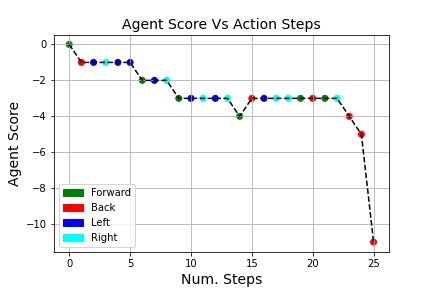 Agent Score Vs Action Steps
0
−2
−4
−6
−8
−10
Agent Score
Forward
Back
Left
Right
0 5 10 15 20 25
Num. Steps